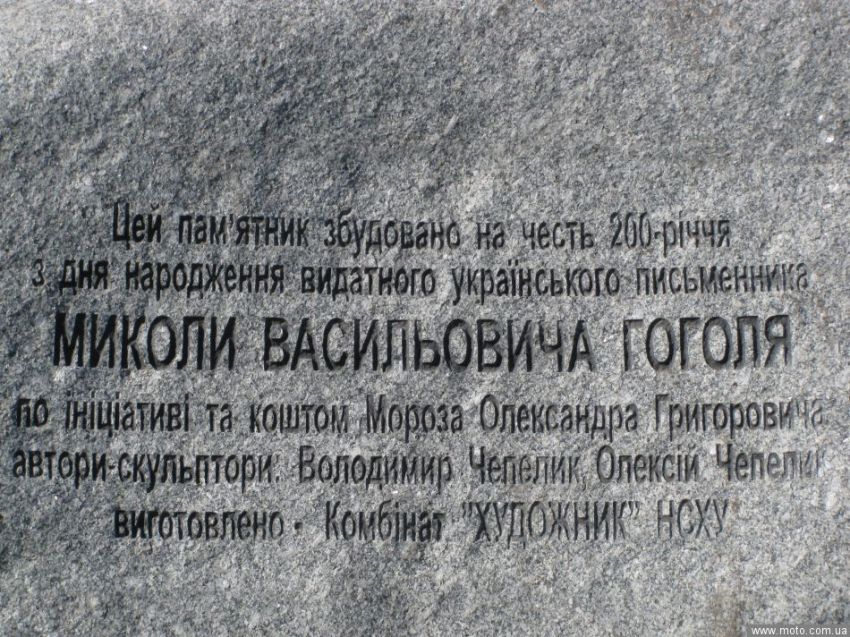 Цей пам'ятник збудовано на честь 200-річчя
з дня народження видатного українського письменника
МИКОЛИ ВАСИЛЬОВИЧА ГОГОЛЯ
по ініціативі та коштом Мороза Олександра Григоровича.
автори-скульптори: Володимир Чепелик, Олексій Чепелик
виготовлено - Комбінат "ХУДОЖНИК" НСХУ
www.moto.com.ua